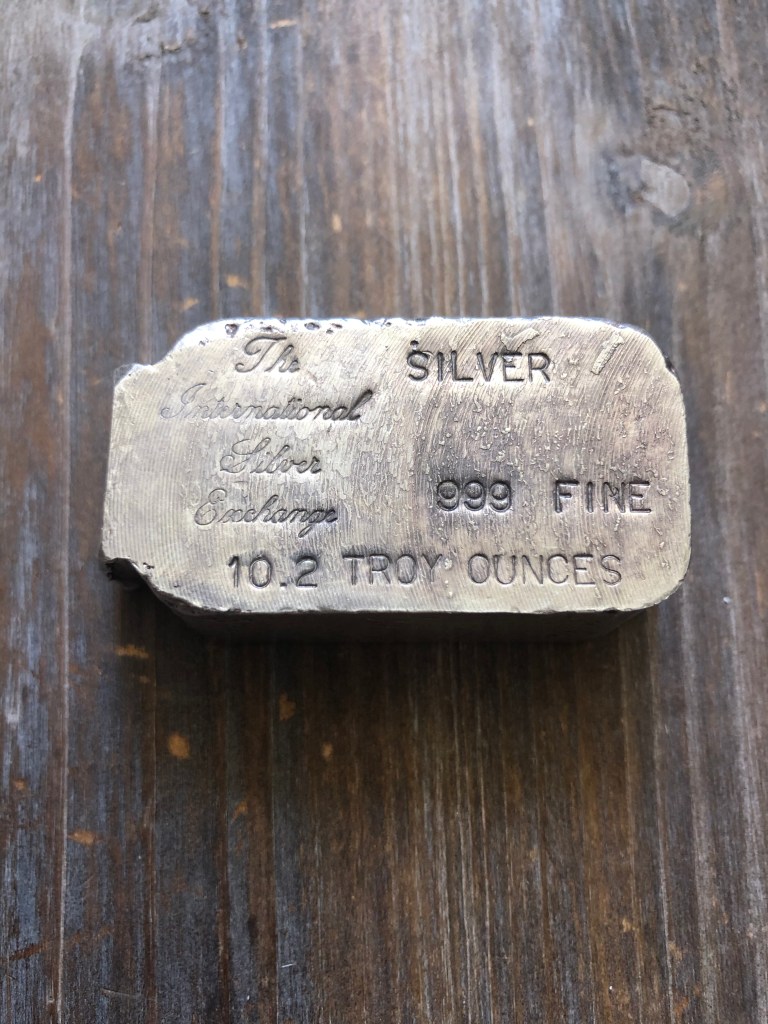 The
International
Silver
Exchange
SILVER
999 FINE
10.2 TROY OUNCES